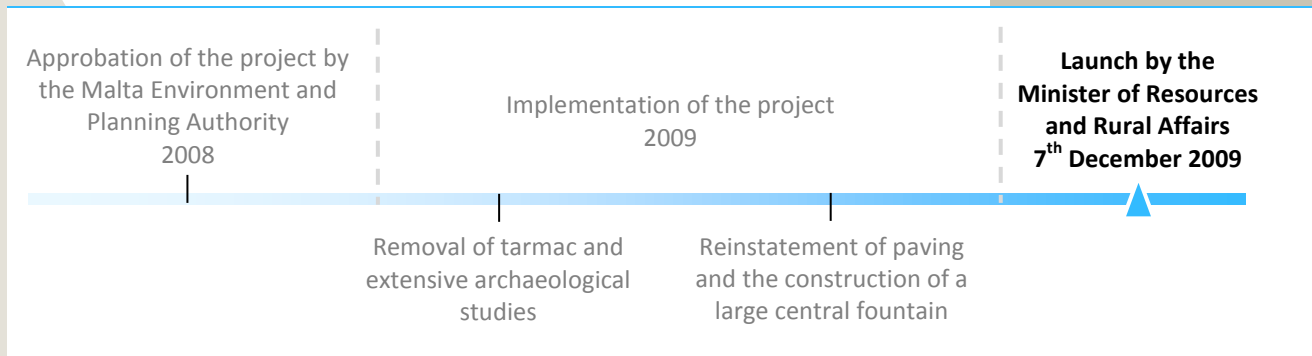 Approbation of the project by
the Malta Environment and
Planning Authority
2008
Implementation of the project
2009
Launch by the
Minister of Resources
and Rural Affairs
7th December 2009
Removal of tarmac and
extensive archaeological
studies
Reinstatement of paving
and the construction of a
large central fountain